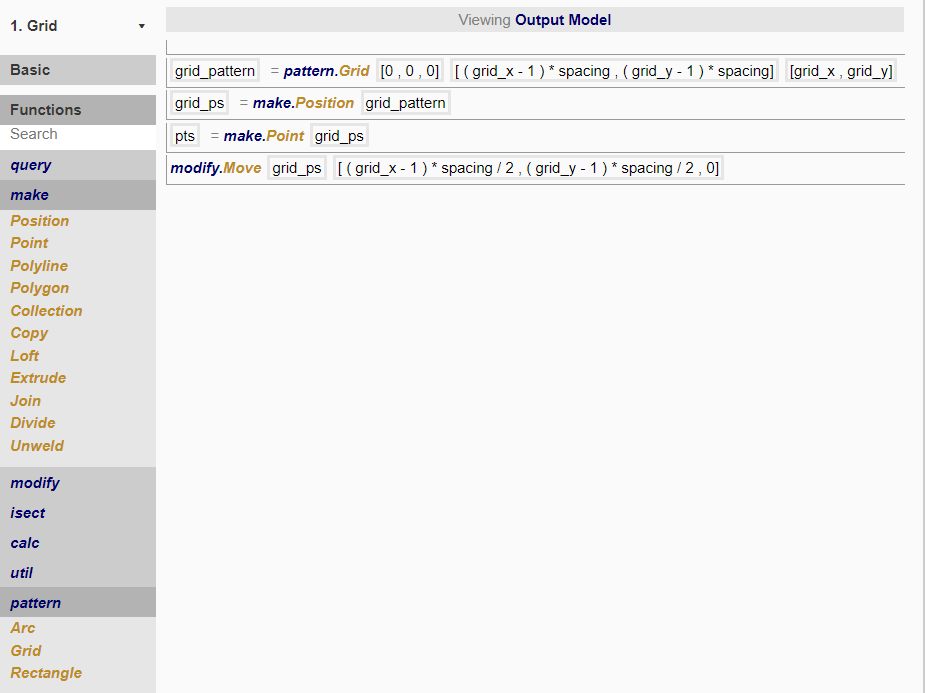 1. Grid
Basic
Functions
Search
query
make
Position
Point
Polyline
Polygon
Collection
Copy
Loft
Extrude
Join
Divide
Unweld
modify
isect
calc
util
pattern
Arc
Grid
Rectangle
Viewing Output Model
grid_pattern = pattern.Grid [0 , 0 , 0] [ ( grid_x - 1 ) * spacing , ( grid_y - 1 ) * spacing] [grid_x , grid_y]
grid_ps = make.Position grid_pattern
pts = make.Point grid_ps
modify.Move grid_ps [ ( grid_x - 1 ) * spacing / 2 , ( grid_y - 1 ) * spacing / 2 , 0]